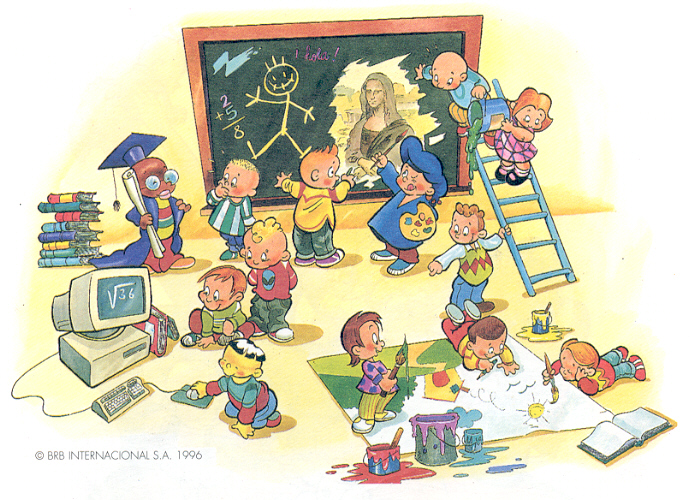 ¡Hola!
2
+5
8
√36
© BRB INTERNACIONAL S.A. 1996